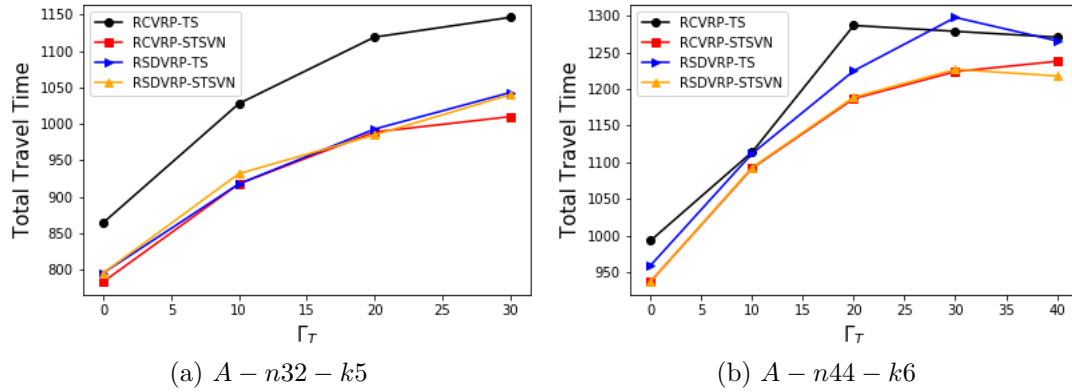 RCVRP-TS
RCVRP-STSVN
RSDVRP-TS
RSDVRP-STSVN
Total Travel Time
1150
1100
1050
1000
950
900
850
800
0 5 10 15 20 25 30
Γ_T
(a) A − n32 − k5
RCVRP-TS
RCVRP-STSVN
RSDVRP-TS
RSDVRP-STSVN
Total Travel Time
1300
1250
1200
1150
1100
1050
1000
950
0 5 10 15 20 25 30 35 40
Γ_T
(b) A − n44 − k6